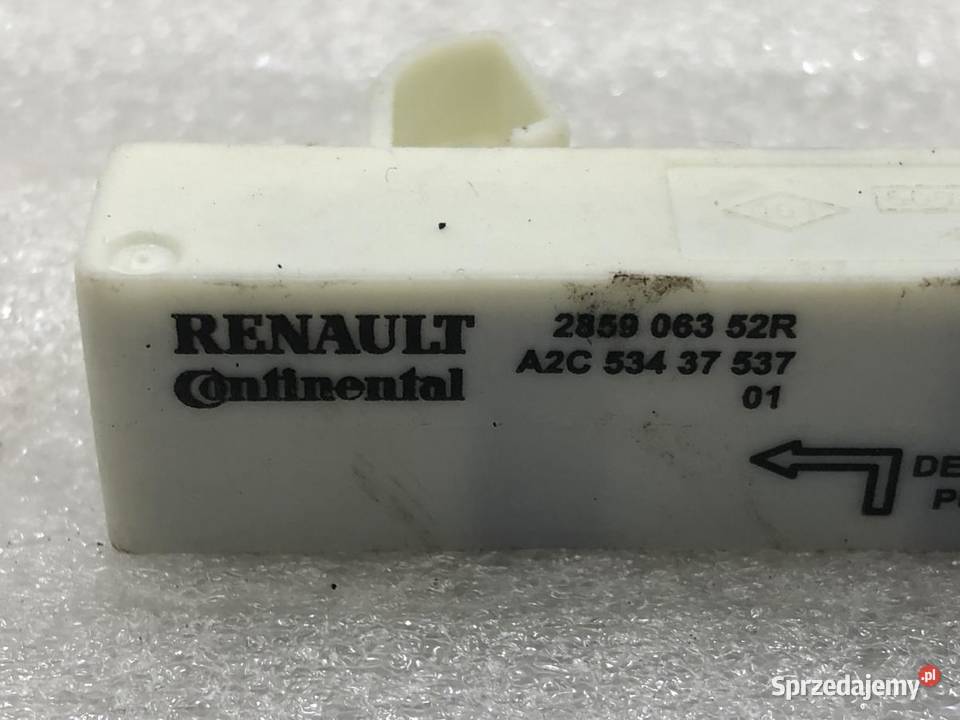 RENAULT
Continental
2859 063 52R
A2C 534 37 537
01
DE
Sprzedajemy.pl